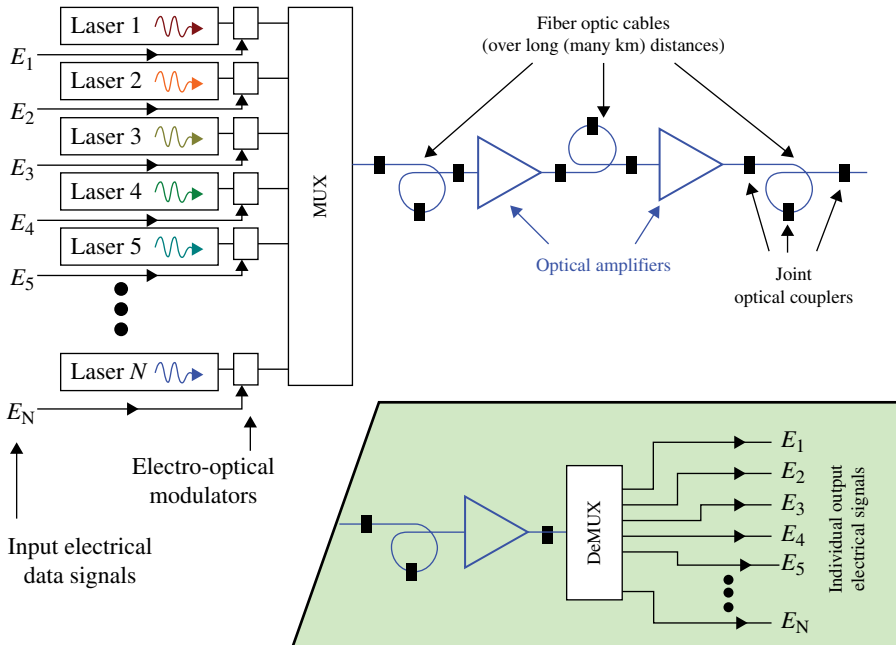 Laser 1
E1
Laser 2
E2
Laser 3
E3
Laser 4
E4
Laser 5
E5
Laser N
EN
MUX
Fiber optic cables
(over long (many km) distances)
Optical amplifiers
Joint
optical couplers
Electro-optical
modulators
Input electrical
data signals
DeMUX
E1
E2
E3
E4
E5
EN
Individual output
electrical signals